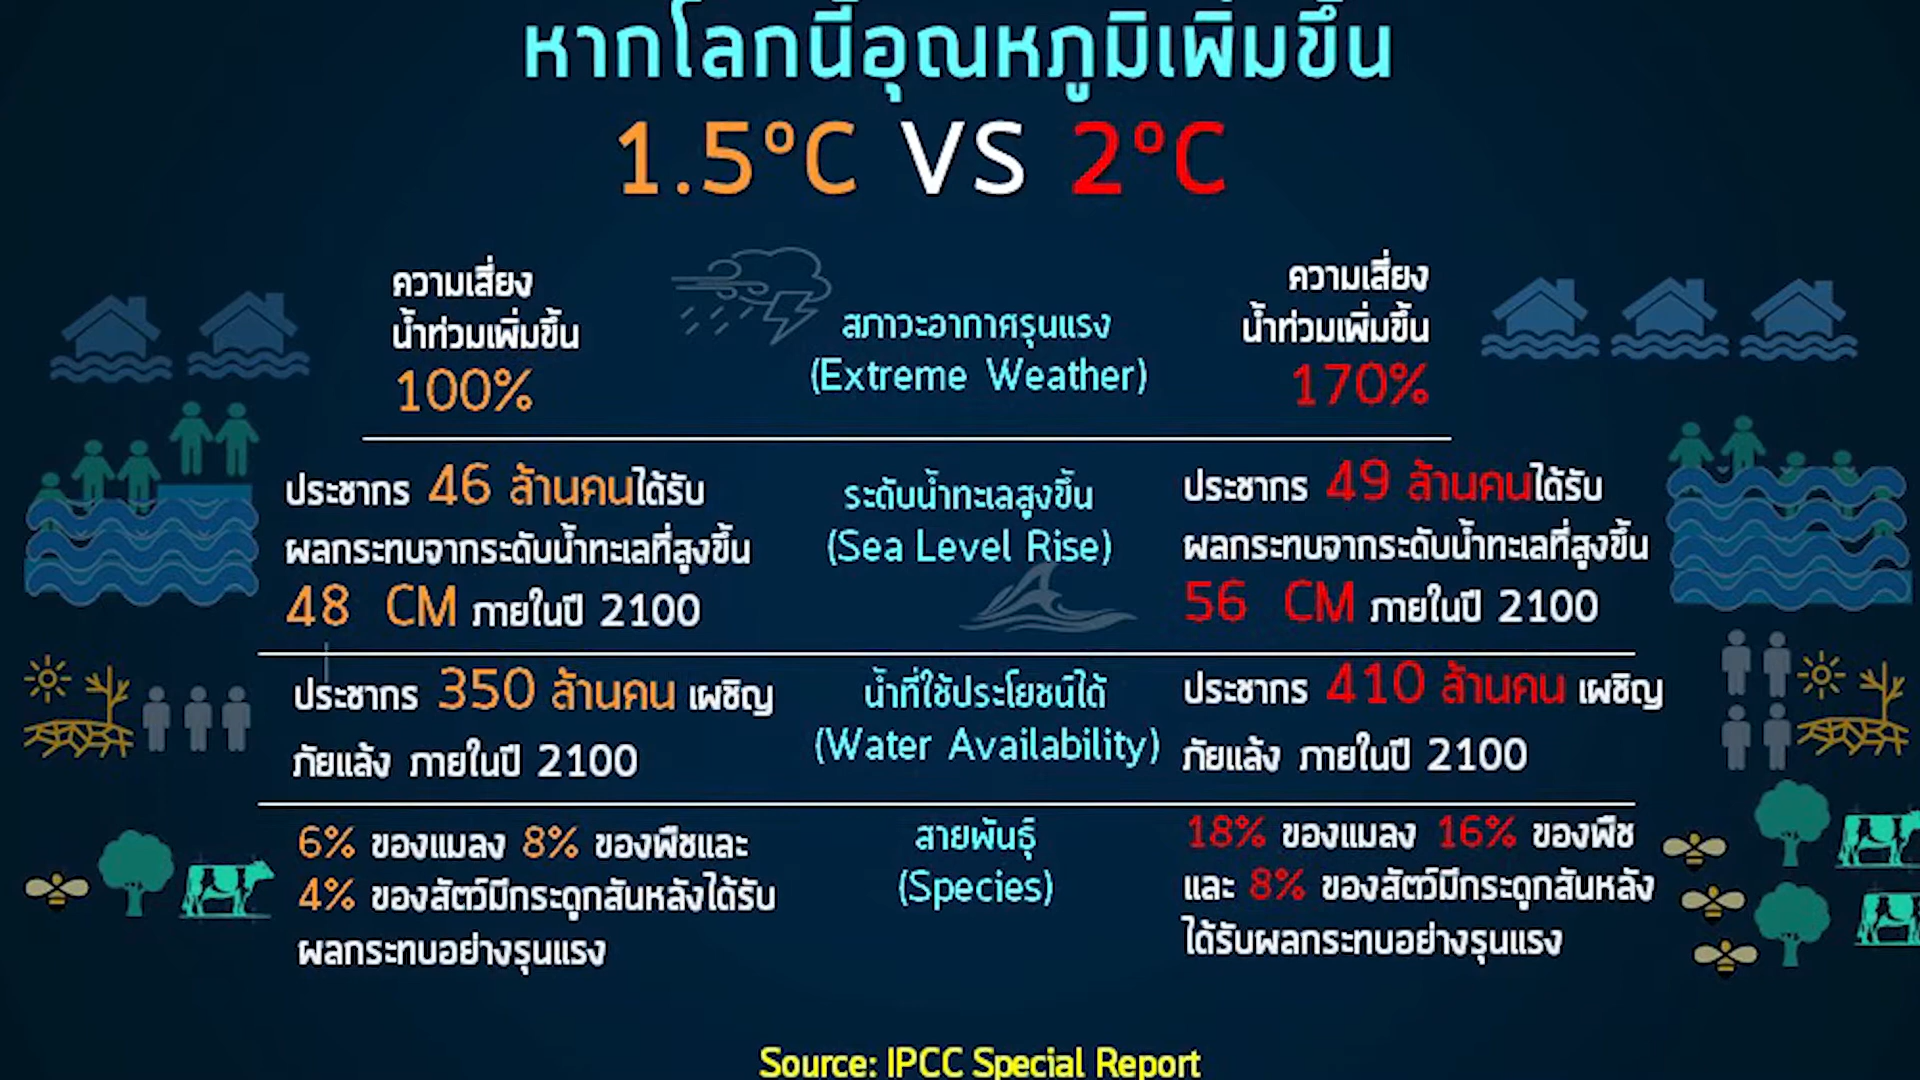 หากโลกนี้อุณหภูมิเพิ่มขึ้น
1.5°C VS 2°C
ความเสี่ยง
น้ำท่วมเพิ่มขึ้น
100%
สภาวะอากาศรุนแรง
(Extreme Weather)
ความเสี่ยง
น้ำท่วมเพิ่มขึ้น
170%
ประชากร 46 ล้านคนได้รับ
ผลกระทบจากระดับน้ำทะเลที่สูงขึ้น
48 CM ภายในปี 2100
ระดับน้ำทะเลสูงขึ้น
(Sea Level Rise)
ประชากร 49 ล้านคนได้รับ
ผลกระทบจากระดับน้ำทะเลที่สูงขึ้น
56 CM ภายในปี 2100
ประชากร 350 ล้านคน เผชิญ
ภัยแล้ง ภายในปี 2100
น้ำที่ใช้ประโยชน์ได้
(Water Availability)
ประชากร 410 ล้านคน เผชิญ
ภัยแล้ง ภายในปี 2100
6% ของแมลง 8% ของพืชและ
4% ของสัตว์มีกระดูกสันหลังได้รับ
ผลกระทบอย่างรุนแรง
สายพันธุ์
(Species)
18% ของแมลง 16% ของพืช
และ 8% ของสัตว์มีกระดูกสันหลัง
ได้รับผลกระทบอย่างรุนแรง
Source: IPCC Special Report